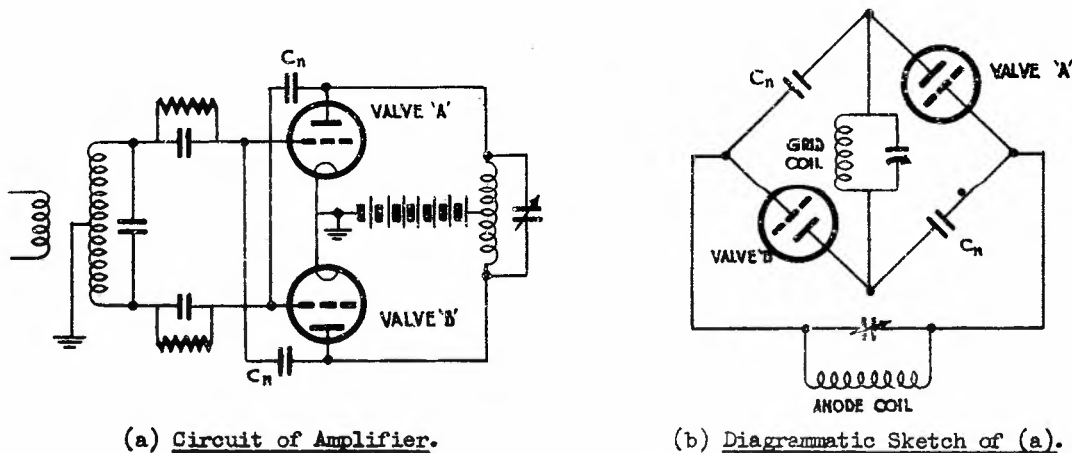 Cn
VALVE 'A'
VALVE 'B'
Cn
(a) Circuit of Amplifier.
Cn
VALVE 'A'
GRID
COIL
VALVE 'B'
Cn
ANODE COIL
(b) Diagrammatic Sketch of (a).